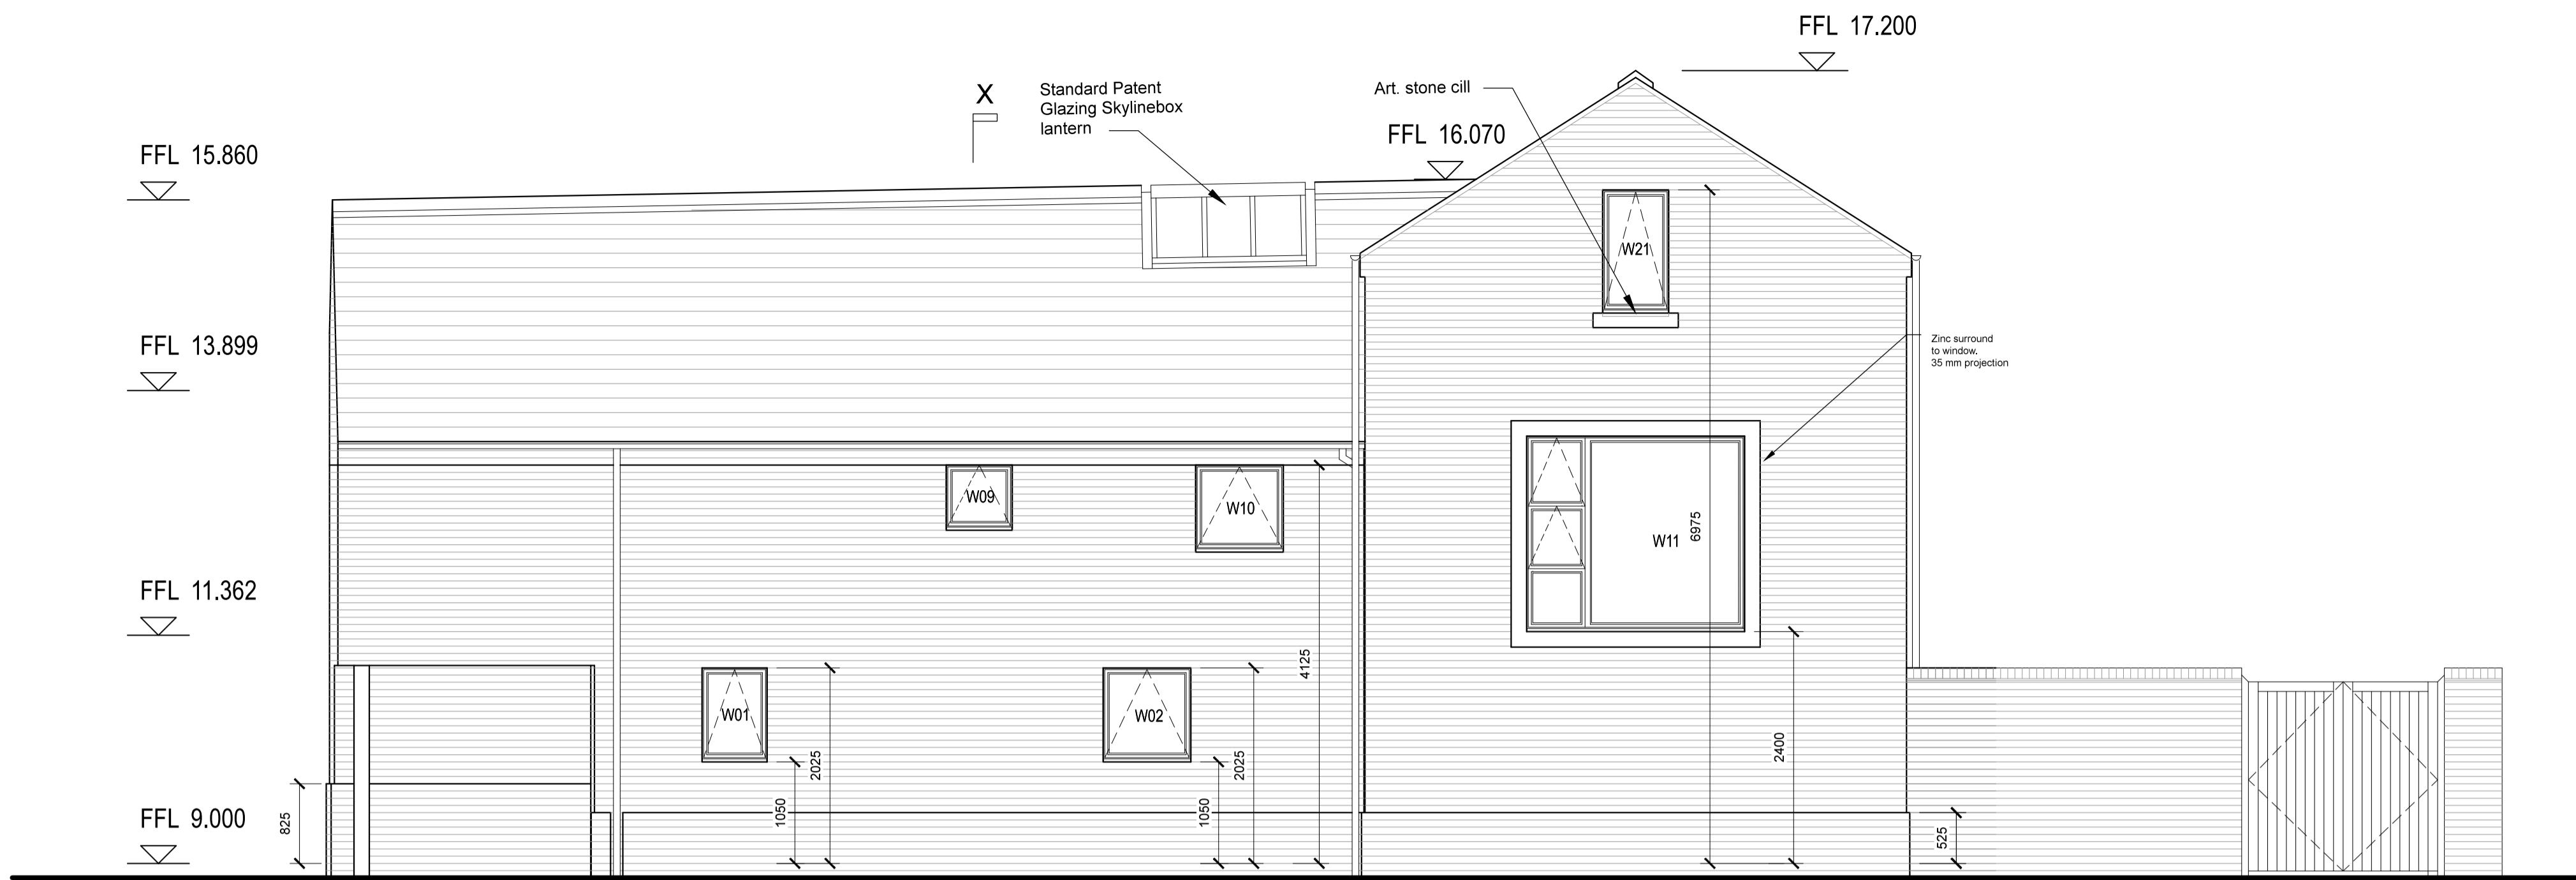 FFL 17.200
X
Standard Patent
Glazing Skylinebox
lantern
Art. stone cill
FFL 16.070
FFL 15.860
W21
FFL 13.899
Zinc surround
to window.
35 mm projection
W09
W10
W11
6975
FFL 11.362
4125
W01
W02
2025
2025
2400
1050
1050
FFL 9.000
825
525